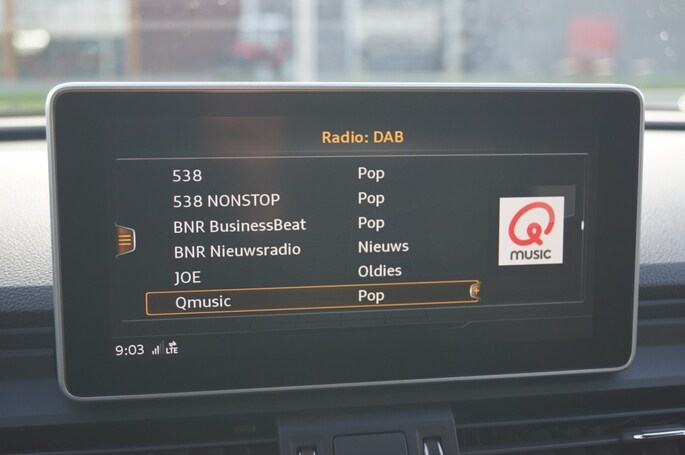 Radio: DAB
538 Pop
538 NONSTOP Pop
BNR BusinessBeat Pop
BNR Nieuwsradio Nieuws
JOE Oldies
Qmusic Pop
Q
MUSIC
9:03 LTE